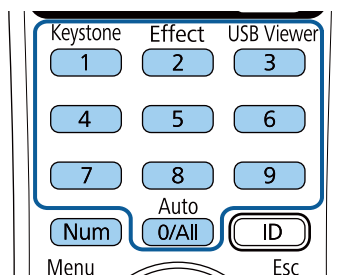 Keystone Effect USB Viewer
1 2 3
4 5 6
7 8 9
Auto
Num 0/All ID
Menu Esc